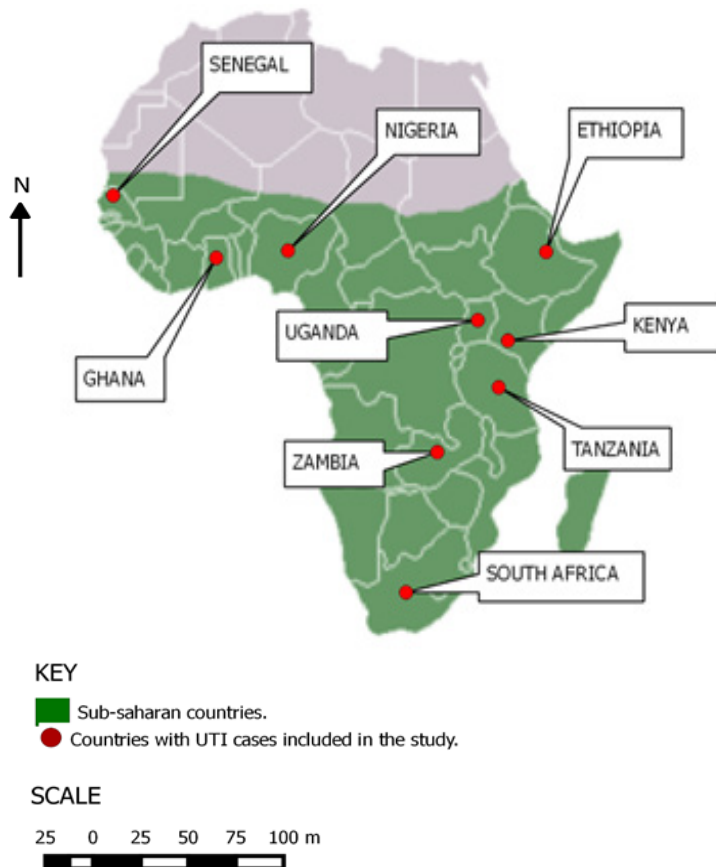 SENEGAL
NIGERIA
ETHIOPIA
N
UGANDA
KENYA
GHANA
TANZANIA
ZAMBIA
SOUTH AFRICA
KEY
Sub-saharan countries.
Countries with UTI cases included in the study.
SCALE
25 0 25 50 75 100 m